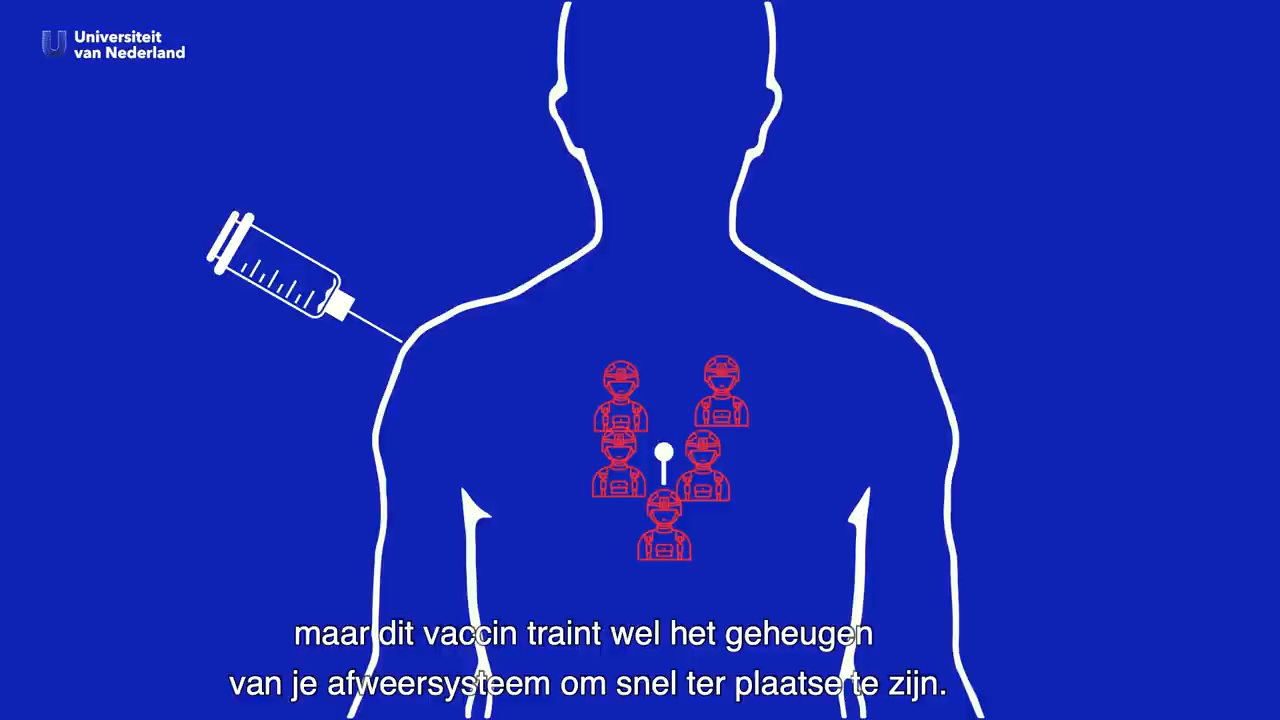 Universiteit
van Nederland
maar dit vaccin traint wel het geheugen
van je afweersysteem om snel ter plaatse te zijn.